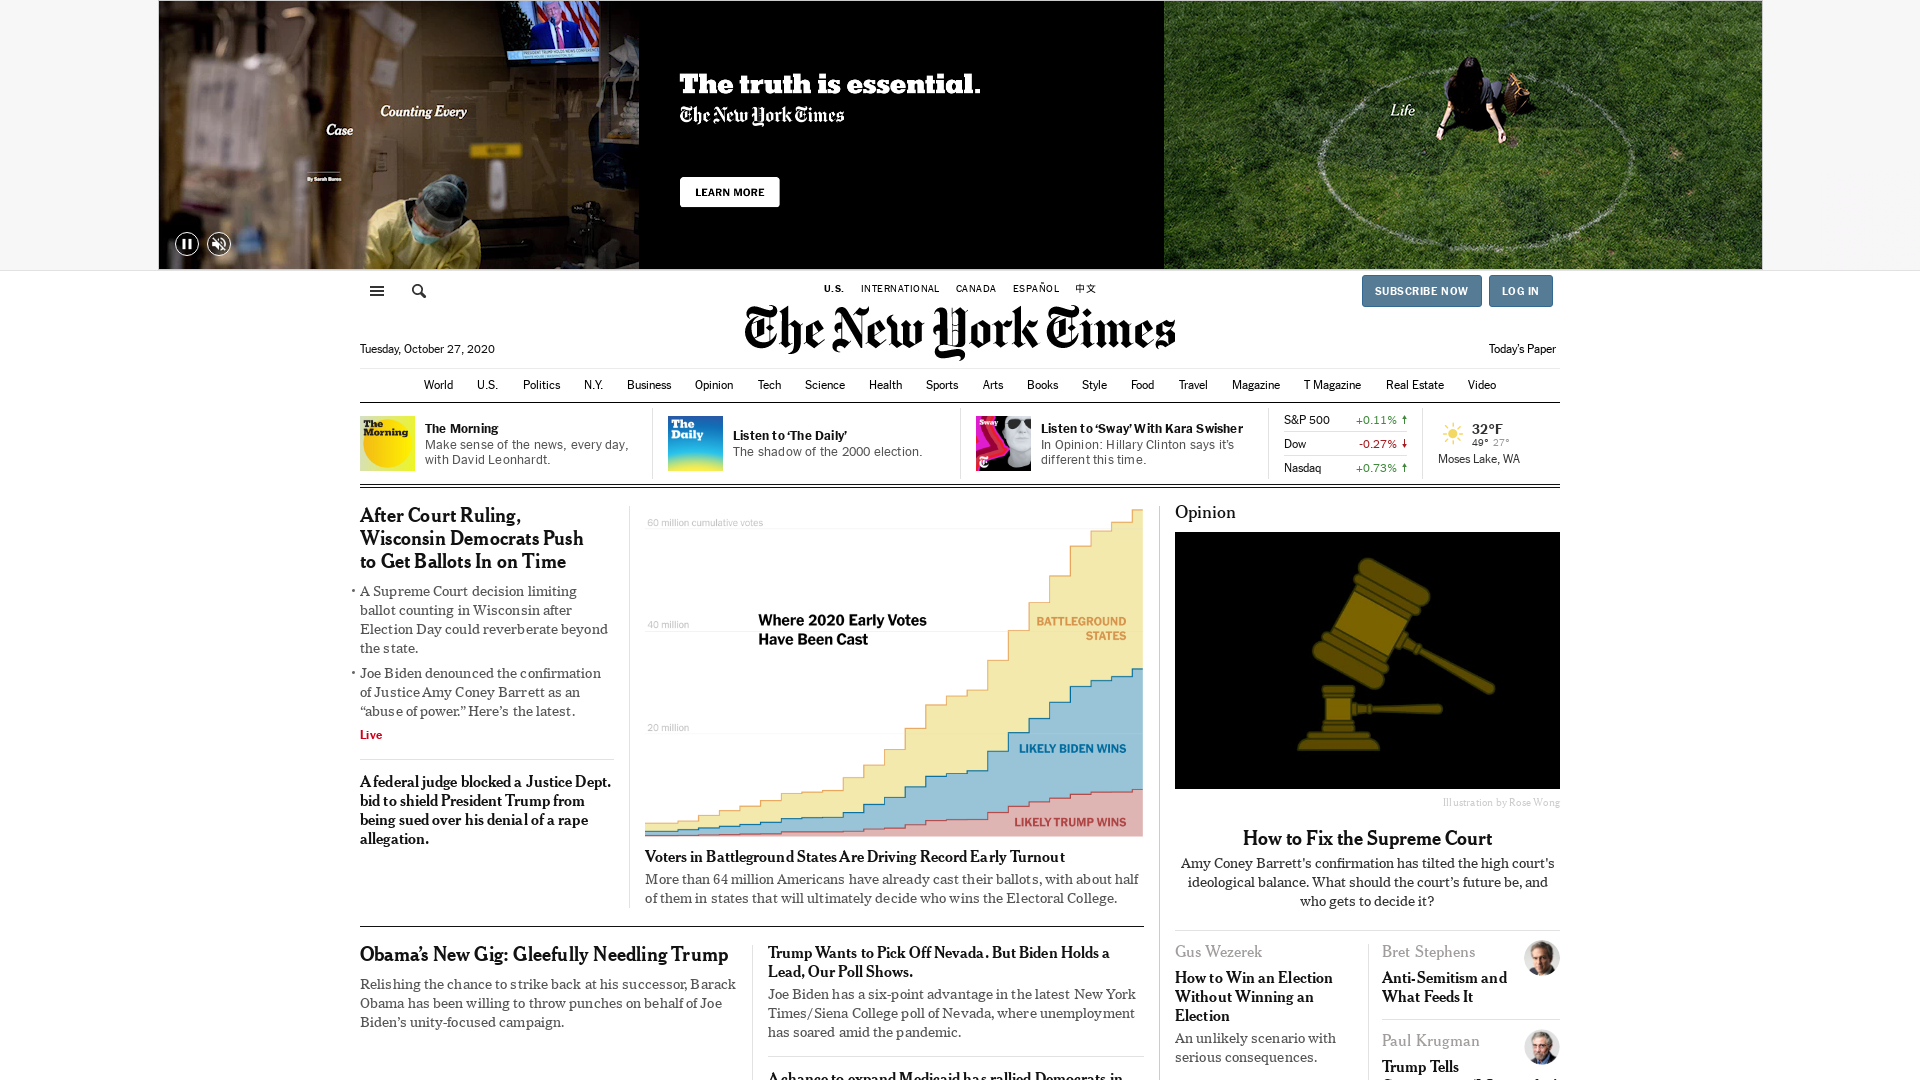 Counting Every
Case
By Sarah Bures
The truth is essential.
The New York Times
LEARN MORE
Life
U.S. INTERNATIONAL CANADA ESPAÑOL 中文
SUBSCRIBE NOW LOG IN
The New York Times
Tuesday, October 27, 2020
Today’s Paper
World U.S. Politics N.Y. Business Opinion Tech Science Health Sports Arts Books Style Food Travel Magazine T Magazine Real Estate Video
The Morning
The Morning
Make sense of the news, every day,
with David Leonhardt.
The Daily
Listen to ‘The Daily’
The shadow of the 2000 election.
Sway
Listen to ‘Sway’ With Kara Swisher
In Opinion: Hillary Clinton says it’s
different this time.
S&P 500 +0.11%
Dow -0.27%
Nasdaq +0.73%
32°F
49° 27°
Moses Lake, WA
After Court Ruling,
Wisconsin Democrats Push
to Get Ballots In on Time
• A Supreme Court decision limiting
ballot counting in Wisconsin after
Election Day could reverberate beyond
the state.
• Joe Biden denounced the confirmation
of Justice Amy Coney Barrett as an
“abuse of power.” Here’s the latest.
Live
A federal judge blocked a Justice Dept.
bid to shield President Trump from
being sued over his denial of a rape
allegation.
60 million cumulative votes
40 million
20 million
Where 2020 Early Votes
Have Been Cast
BATTLEGROUND
STATES
LIKELY BIDEN WINS
LIKELY TRUMP WINS
Voters in Battleground States Are Driving Record Early Turnout
More than 64 million Americans have already cast their ballots, with about half
of them in states that will ultimately decide who wins the Electoral College.
Opinion
Illustration by Rose Wong
How to Fix the Supreme Court
Amy Coney Barrett's confirmation has tilted the high court's
ideological balance. What should the court’s future be, and
who gets to decide it?
Obama’s New Gig: Gleefully Needling Trump
Relishing the chance to strike back at his successor, Barack
Obama has been willing to throw punches on behalf of Joe
Biden’s unity-focused campaign.
Trump Wants to Pick Off Nevada. But Biden Holds a
Lead, Our Poll Shows.
Joe Biden has a six-point advantage in the latest New York
Times/Siena College poll of Nevada, where unemployment
has soared amid the pandemic.
A chance to expand Medicaid has rallied Democrats in
Gus Wezerek
How to Win an Election
Without Winning an
Election
An unlikely scenario with
serious consequences.
Bret Stephens
Anti-Semitism and
What Feeds It
Paul Krugman
Trump Tells